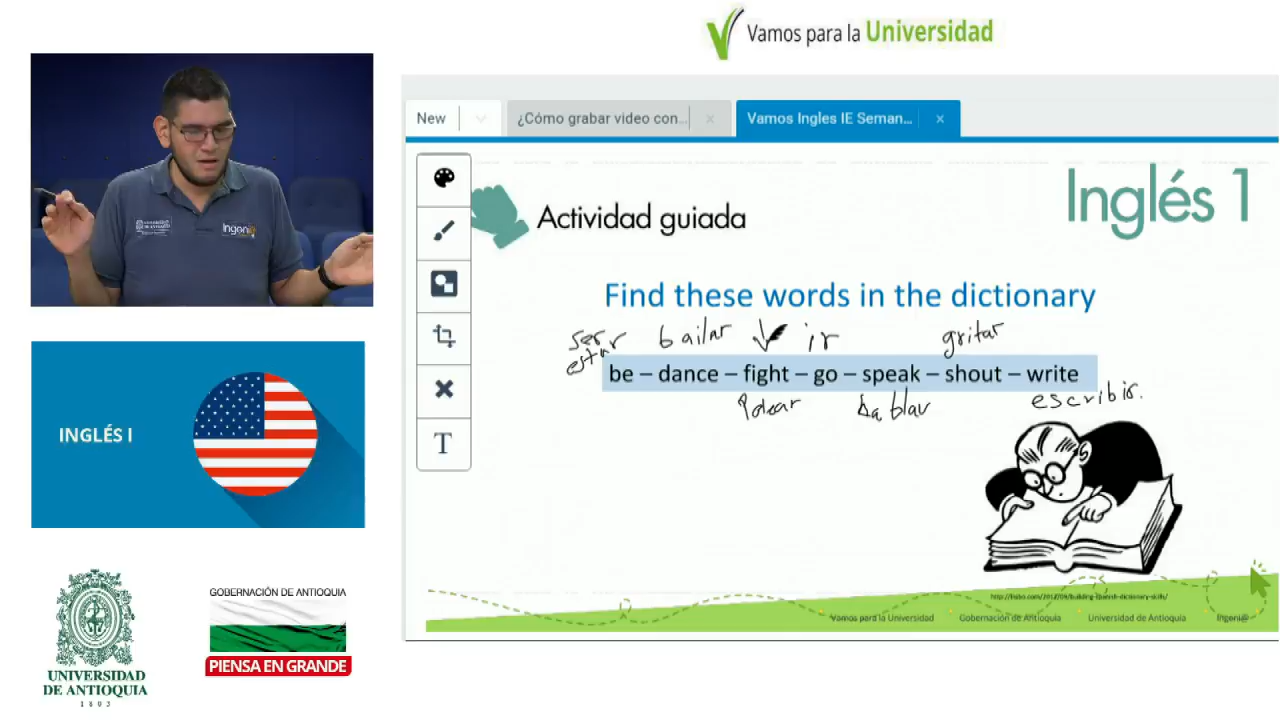 Vamos para la Universidad
New
¿Cómo grabar video con...
Vamos Ingles IE Seman...
Inglés 1
Actividad guiada
Find these words in the dictionary
ser bailar ir gritar
estar
be – dance – fight – go – speak – shout – write
Pelear hablar escribir.
INGLÉS I
T
UNIVERSIDAD
DE ANTIOQUIA
1803
GOBERNACIÓN DE ANTIOQUIA
PIENSA EN GRANDE
Vamos para la Universidad Gobernación de Antioquia Universidad de Antioquia Ingeni@